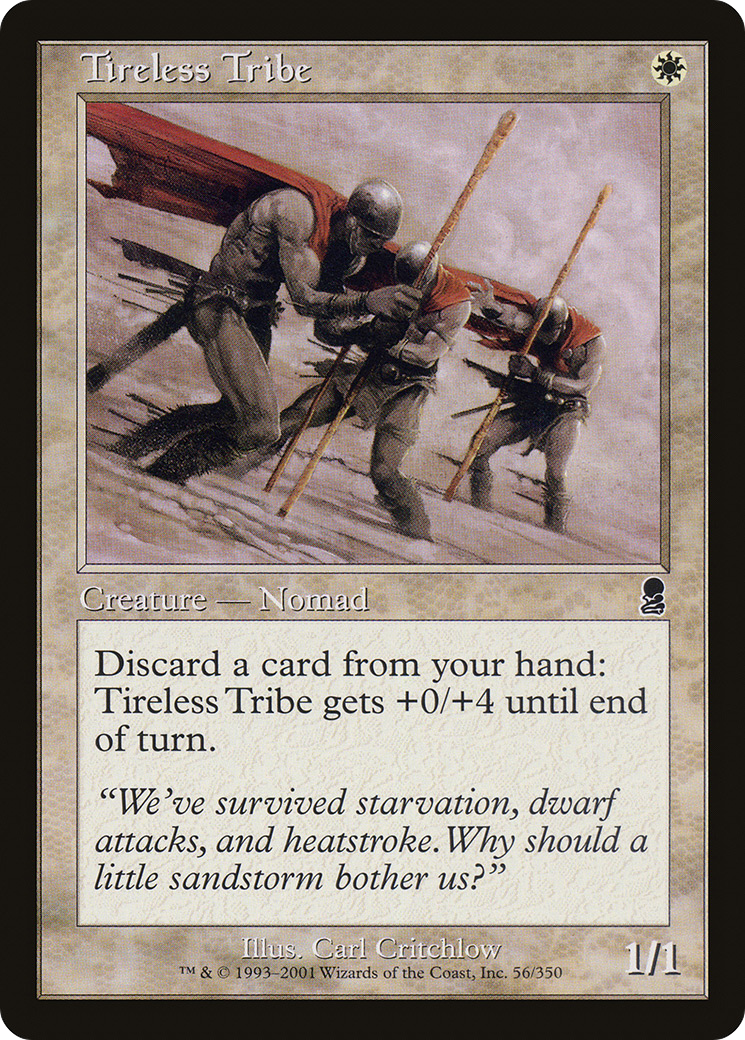 Tireless Tribe
Creature — Nomad
Discard a card from your hand:
Tireless Tribe gets +0/+4 until end
of turn.
“We’ve survived starvation, dwarf
attacks, and heatstroke. Why should a
little sandstorm bother us?”
Illus. Carl Critchlow
1/1
™ & © 1993–2001 Wizards of the Coast, Inc. 56/350